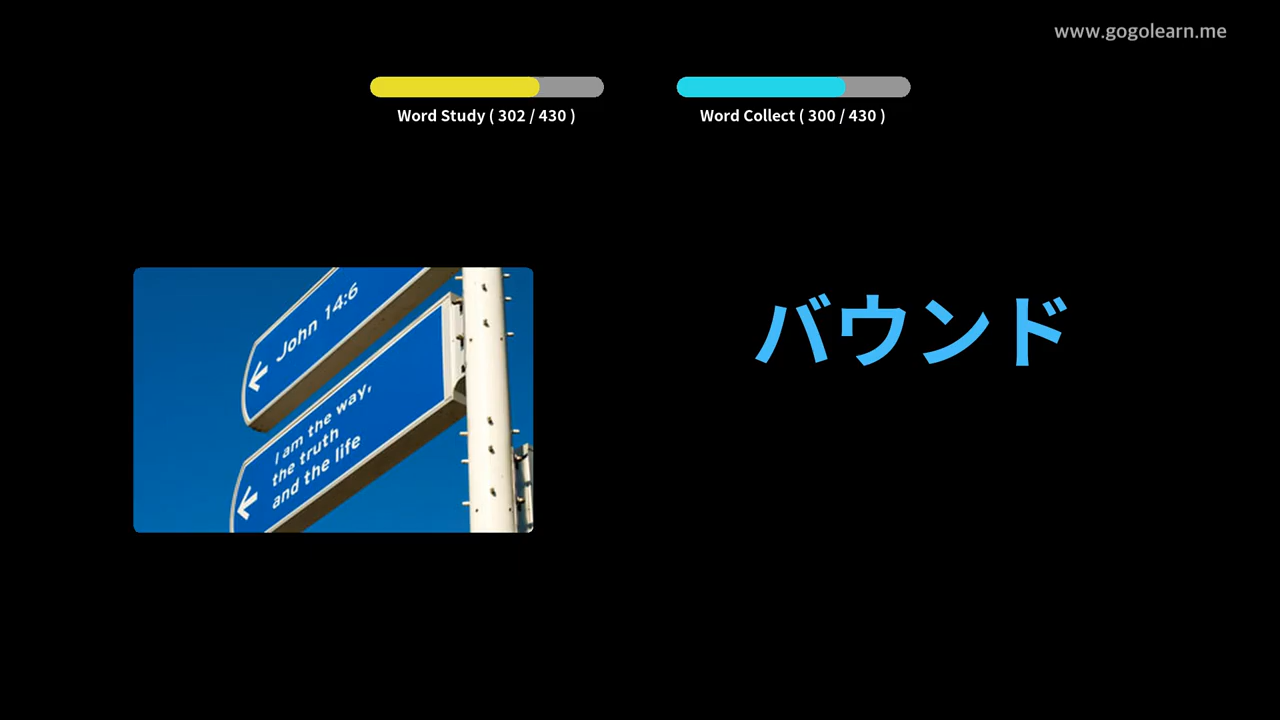 www.gogolearn.me
Word Study ( 302 / 430 )
Word Collect ( 300 / 430 )
John 14:6
I am the way,
the truth
and the life
バウンド